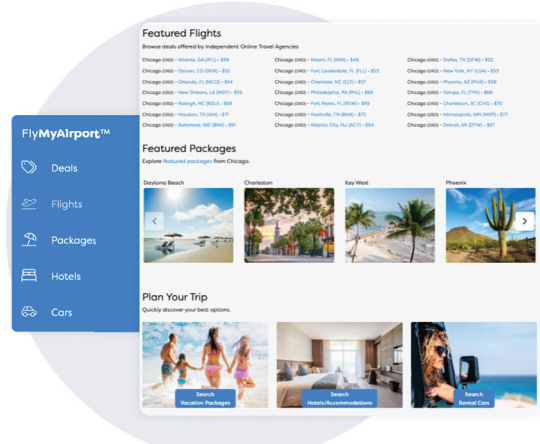 FlyMyAirport™
Deals
Flights
Packages
Hotels
Cars
Featured Flights
Browse deals offered by Independent Online Travel Agencies
Chicago (ORD) - Atlanta, GA (ATL) - $39
Chicago (ORD) - Miami, FL (MIA) - $46
Chicago (ORD) - Dallas, TX (DFW) - $52
Chicago (ORD) - Denver, CO (DEN) - $52
Chicago (ORD) - Fort Lauderdale, FL (FLL) - $53
Chicago (ORD) - New York, NY (LGA) - $53
Chicago (ORD) - Orlando, FL (MCO) - $54
Chicago (ORD) - Charlotte, NC (CLT) - $57
Chicago (ORD) - Phoenix, AZ (PHX) - $58
Chicago (ORD) - New Orleans, LA (MSY) - $59
Chicago (ORD) - Philadelphia, PA (PHL) - $66
Chicago (ORD) - Tampa, FL (TPA) - $68
Chicago (ORD) - Raleigh, NC (RDU) - $68
Chicago (ORD) - Fort Myers, FL (RSW) - $69
Chicago (ORD) - Charleston, SC (CHS) - $70
Chicago (ORD) - Houston, TX (IAH) - $71
Chicago (ORD) - Nashville, TN (BNA) - $72
Chicago (ORD) - Minneapolis, MN (MSP) - $77
Chicago (ORD) - Baltimore, MD (BWI) - $91
Chicago (ORD) - Atlantic City, NJ (ACY) - $94
Chicago (ORD) - Detroit, MI (DTW) - $97
Featured Packages
Explore featured packages from Chicago.
Daytona Beach
Charleston
Key West
Phoenix
Plan Your Trip
Quickly discover your best options.
Search
Vacation Packages
Search
Hotels/Accommodations
Search
Rental Cars